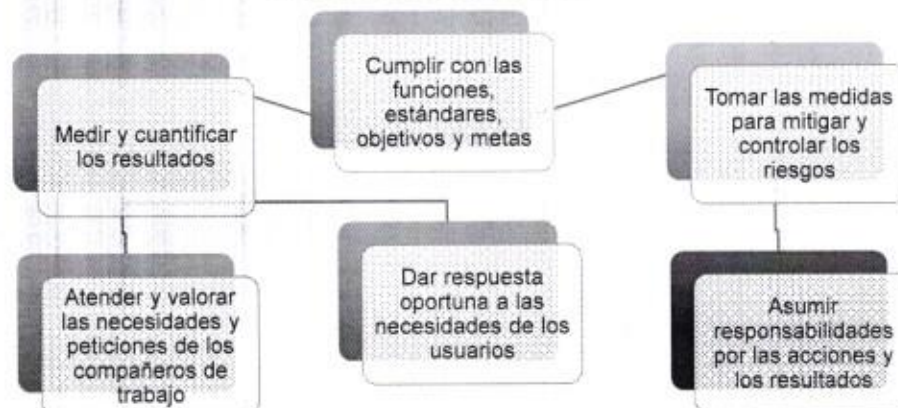 Cumplir con las
funciones,
estándares,
objetivos y metas
Medir y cuantificar
los resultados
Tomar las medidas
para mitigar y
controlar los
riesgos
Atender y valorar
las necesidades y
peticiones de los
compañeros de
trabajo
Dar respuesta
oportuna a las
necesidades de los
usuarios
Asumir
responsabilidades
por las acciones y
los resultados